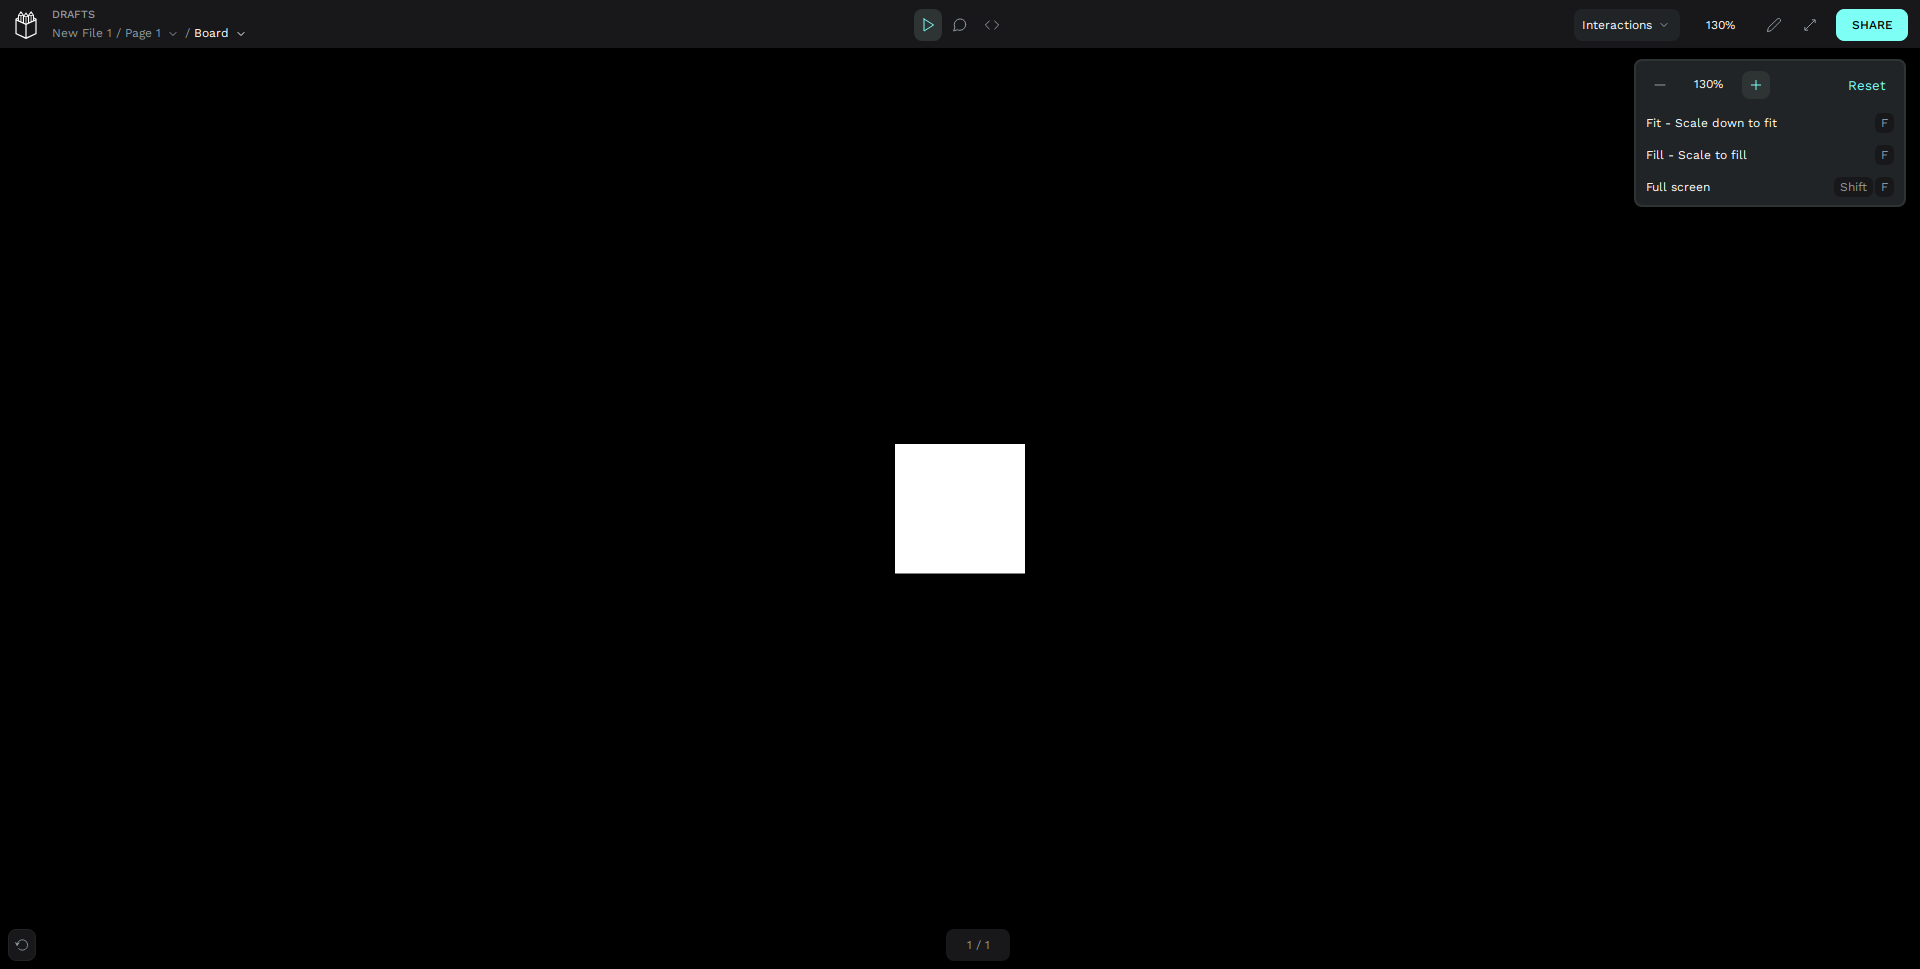 DRAFTS
New File 1 / Page 1 / Board
Interactions
130%
SHARE
130%
Reset
Fit - Scale down to fit F
Fill - Scale to fill F
Full screen Shift F
1 / 1